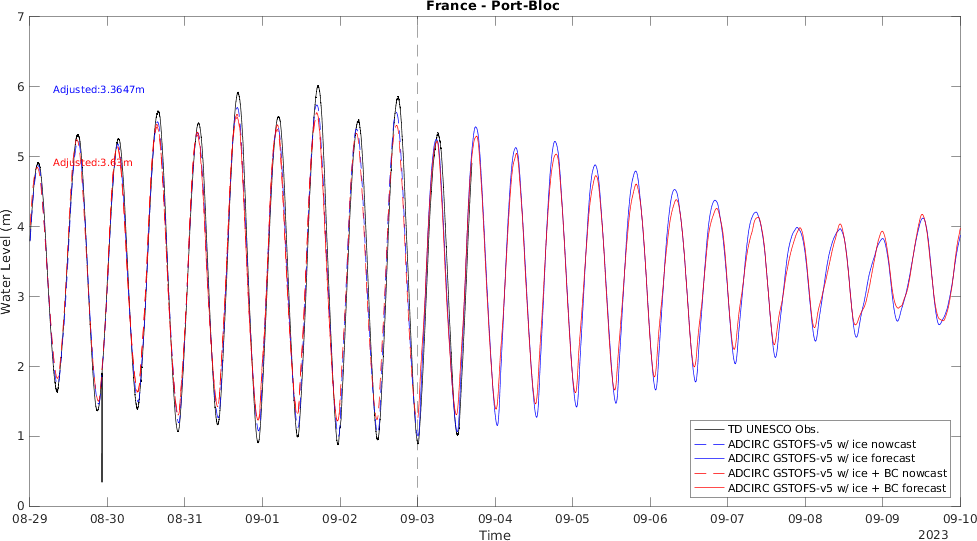 France - Port-Bloc
7
6
5
4
3
2
1
0
Water Level (m)
Adjusted:3.3647m
Adjusted:3.63m
TD UNESCO Obs.
ADCIRC GSTOFS-v5 w/ ice nowcast
ADCIRC GSTOFS-v5 w/ ice forecast
ADCIRC GSTOFS-v5 w/ ice + BC nowcast
ADCIRC GSTOFS-v5 w/ ice + BC forecast
08-29 08-30 08-31 09-01 09-02 09-03 09-04 09-05 09-06 09-07 09-08 09-09 09-10
Time
2023